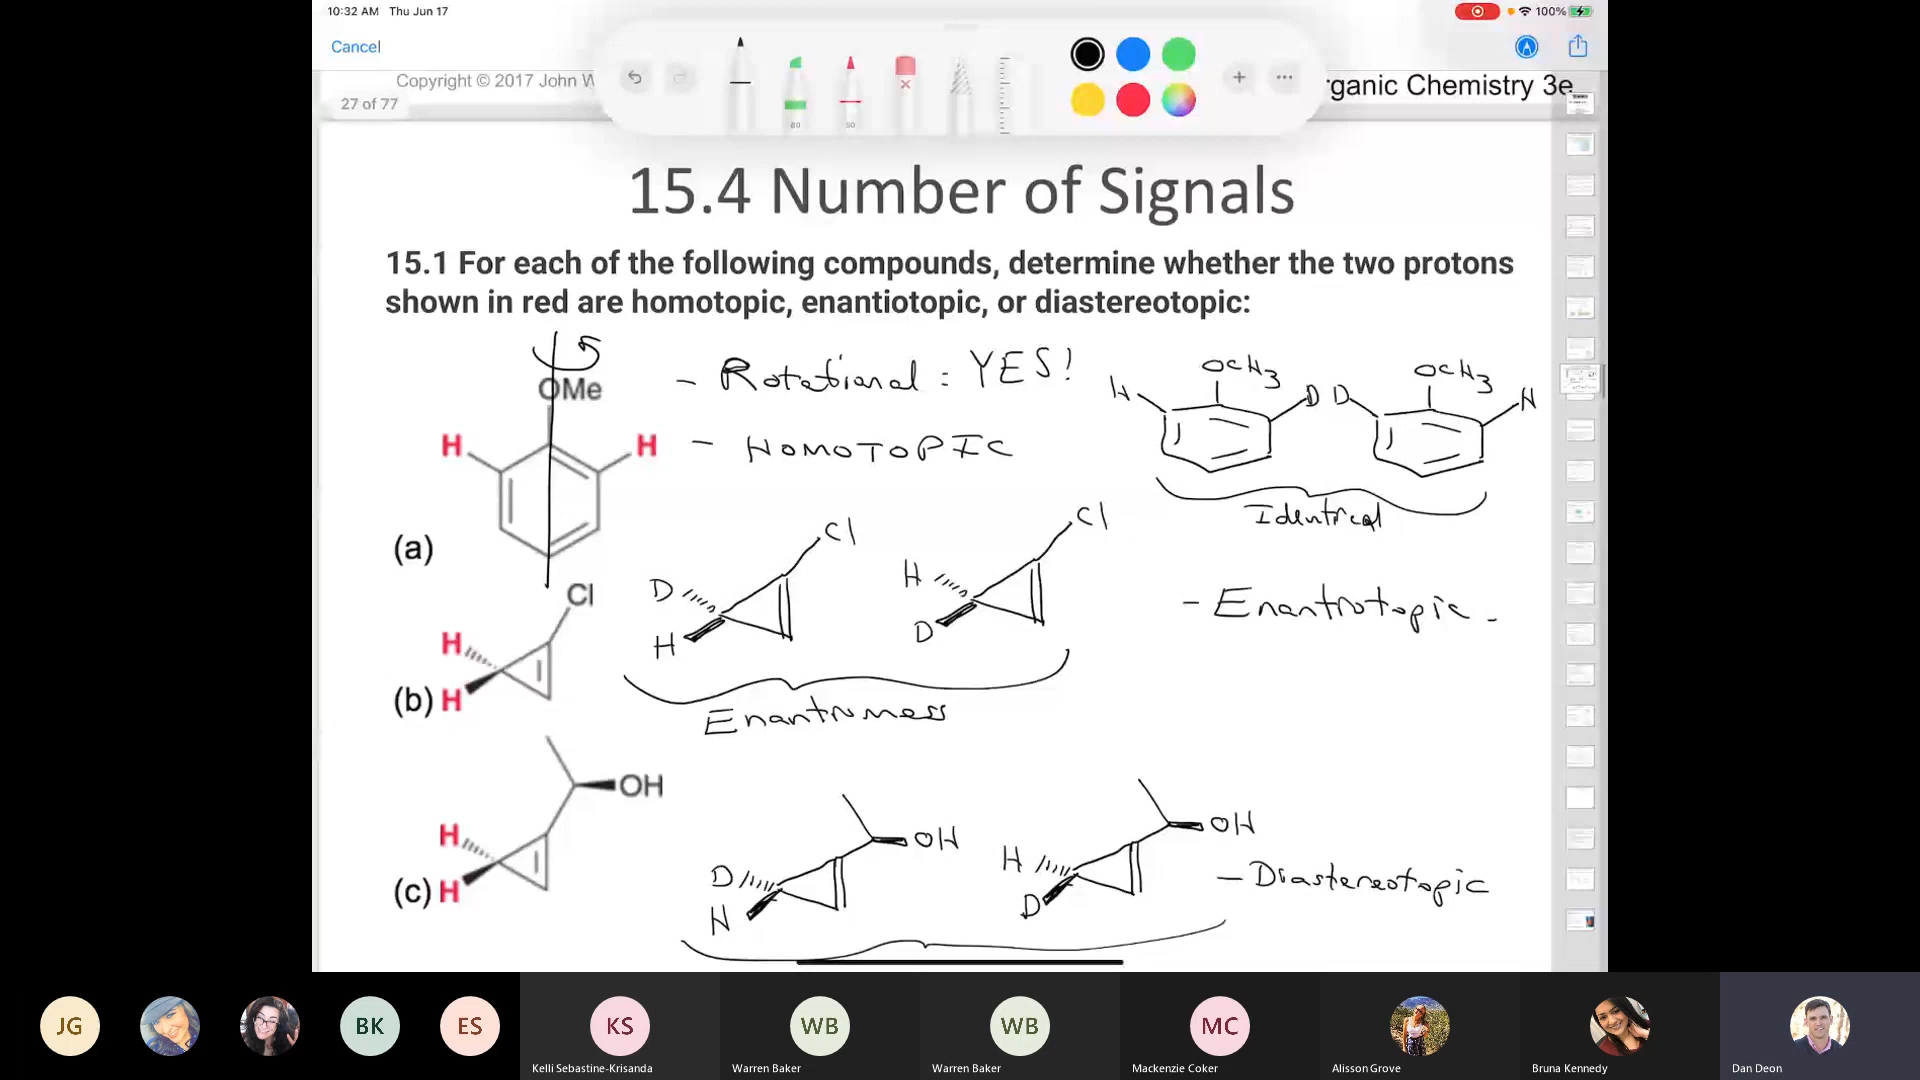 10:32 AM Thu Jun 17
100%
Cancel
Copyright © 2017 John W
rganic Chemistry 3e
27 of 77
80
50
15.4 Number of Signals
15.1 For each of the following compounds, determine whether the two protons
shown in red are homotopic, enantiotopic, or diastereotopic:
OMe
H
H
(a)
- Rotational : YES!
- HOMOTOPIC
OCH3
H
D
OCH3
D
H
Identical
Cl
H
(b) H
Cl
D
H
Cl
H
D
- Enantiotopic.
Enantiomers
OH
H
(c) H
OH
D
H
OH
H
D
- Diastereotopic
JG
BK
ES
KS
WB
WB
MC
Kelli Sebastine-Krisanda
Warren Baker
Warren Baker
Mackenzie Coker
Alisson Grove
Bruna Kennedy
Dan Deon